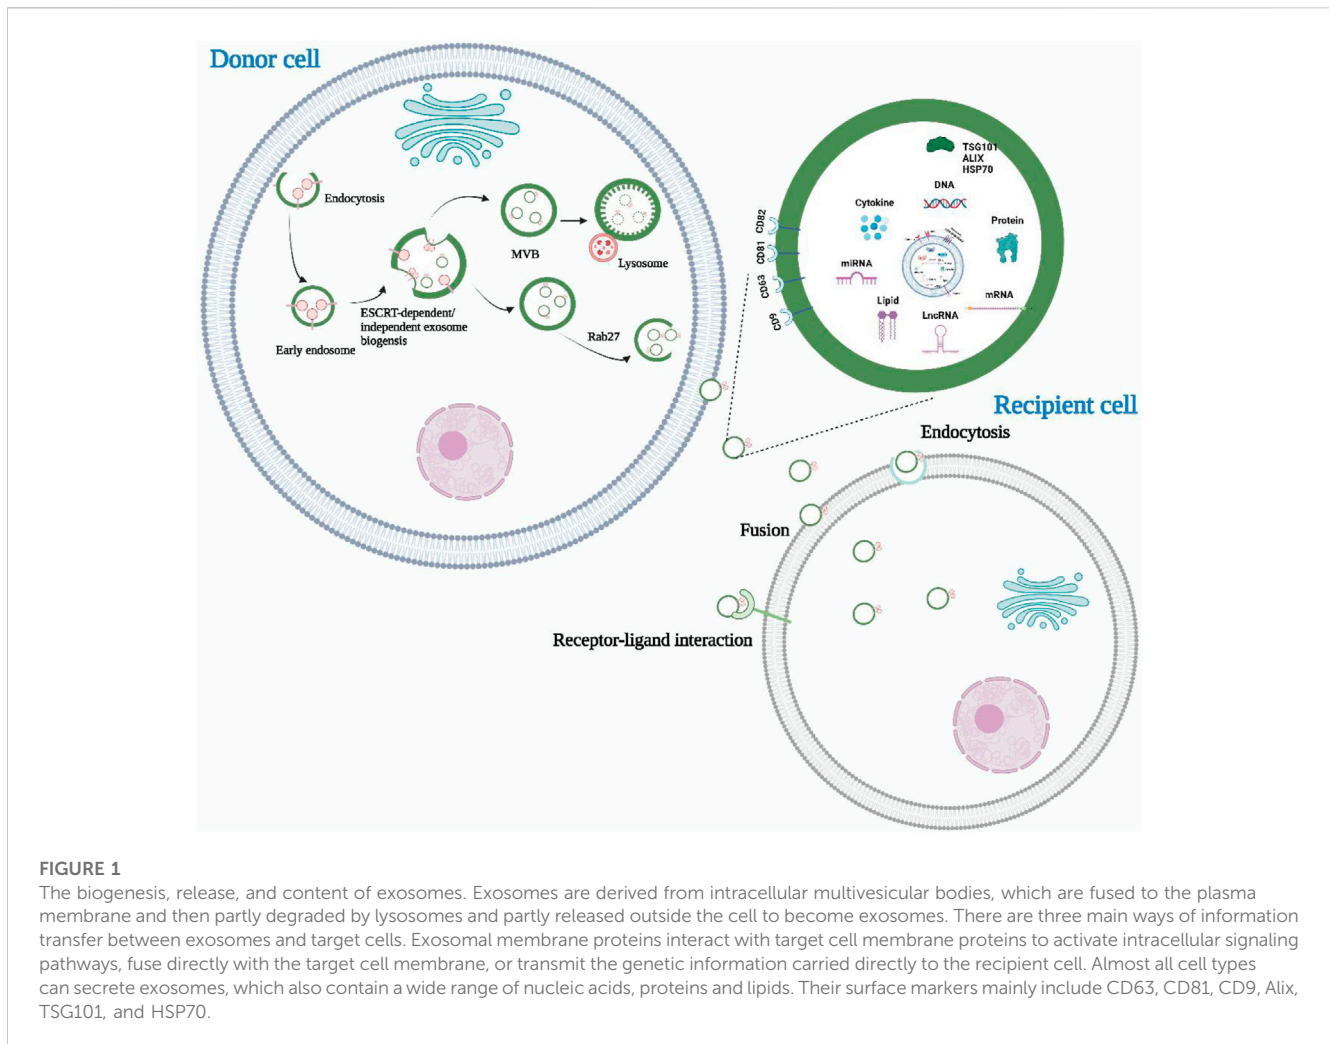 Donor cell
Endocytosis
Early endosome
ESCRT-dependent/
independent exosome
biogensis
MVB
Lysosome
Rab27
TSG101
ALIX
HSP70
DNA
Cytokine
Protein
miRNA
mRNA
Lipid
LncRNA
CD82
CD81
CD63
CD9
Recipient cell
Endocytosis
Fusion
Receptor-ligand interaction
FIGURE 1
The biogenesis, release, and content of exosomes. Exosomes are derived from intracellular multivesicular bodies, which are fused to the plasma
membrane and then partly degraded by lysosomes and partly released outside the cell to become exosomes. There are three main ways of information
transfer between exosomes and target cells. Exosomal membrane proteins interact with target cell membrane proteins to activate intracellular signaling
pathways, fuse directly with the target cell membrane, or transmit the genetic information carried directly to the recipient cell. Almost all cell types
can secrete exosomes, which also contain a wide range of nucleic acids, proteins and lipids. Their surface markers mainly include CD63, CD81, CD9, Alix,
TSG101, and HSP70.